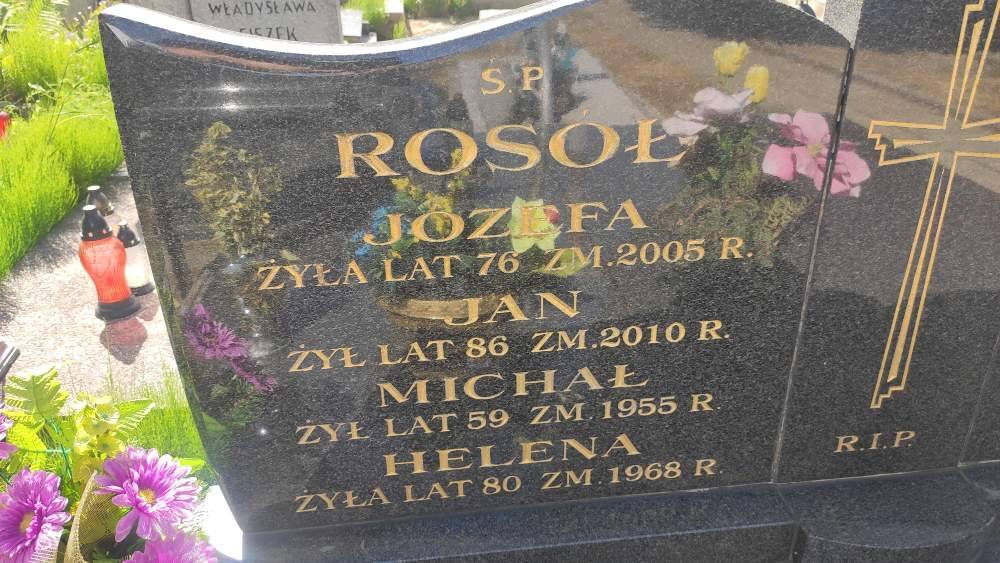 WŁADYSŁAWA
Ś.P
ROSÓŁ
JÓZEFA
ŻYŁA LAT 76 ZM.2005 R.
JAN
ŻYŁ LAT 86 ZM.2010 R.
MICHAŁ
ŻYŁ LAT 59 ZM.1955 R.
HELENA
ŻYŁA LAT 80 ZM.1968 R.
R.I.P.